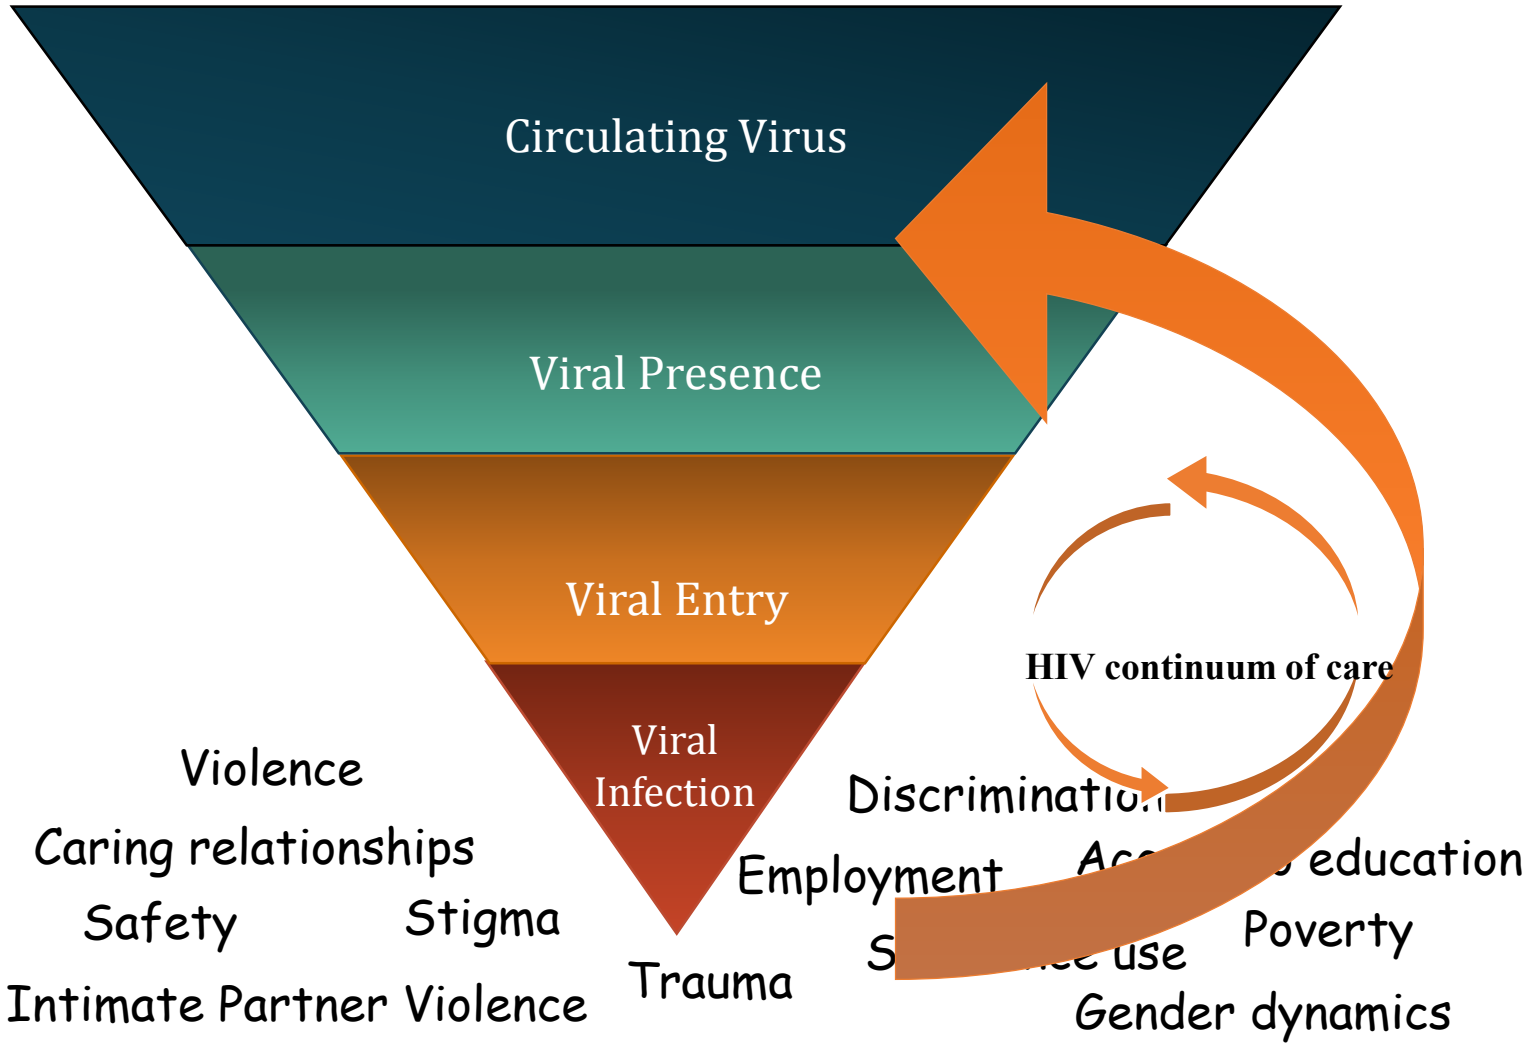 Circulating Virus
Viral Presence
Viral Entry
HIV continuum of care
Viral
Infection
Violence
Discrimination
Caring relationships
Employment
education
Safety
Stigma
Poverty
use
Trauma
Intimate Partner Violence
Gender dynamics